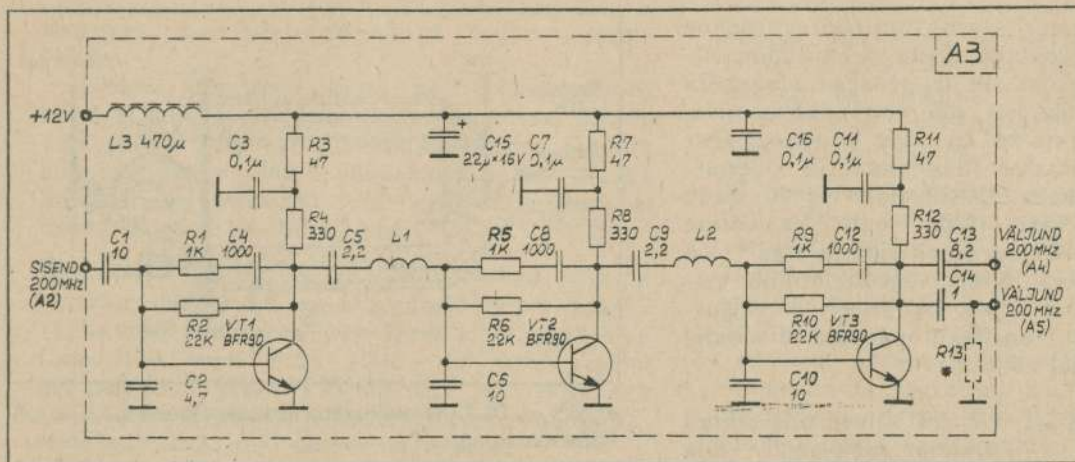 A3
+12V
L3 470µ
C3
0,1µ
R3
47
C15
22µ×16V
C7
0,1µ
R7
47
C16
0,1µ
C11
0,1µ
R11
47
R4
330
R8
330
R12
330
C1
10
R1
1K
C4
1000
C5
2,2
L1
R5
1K
C8
1000
C9
2,2
L2
R9
1K
C12
1000
C13
8,2
VÄLJUND
200MHz
(A4)
SISEND
200MHz
(A2)
C14
1
VÄLJUND
200MHz
(A5)
R2
22K
VT1
BFR90
R6
22K
VT2
BFR90
R10
22K
VT3
BFR90
R13
*
C2
4,7
C6
10
C10
10